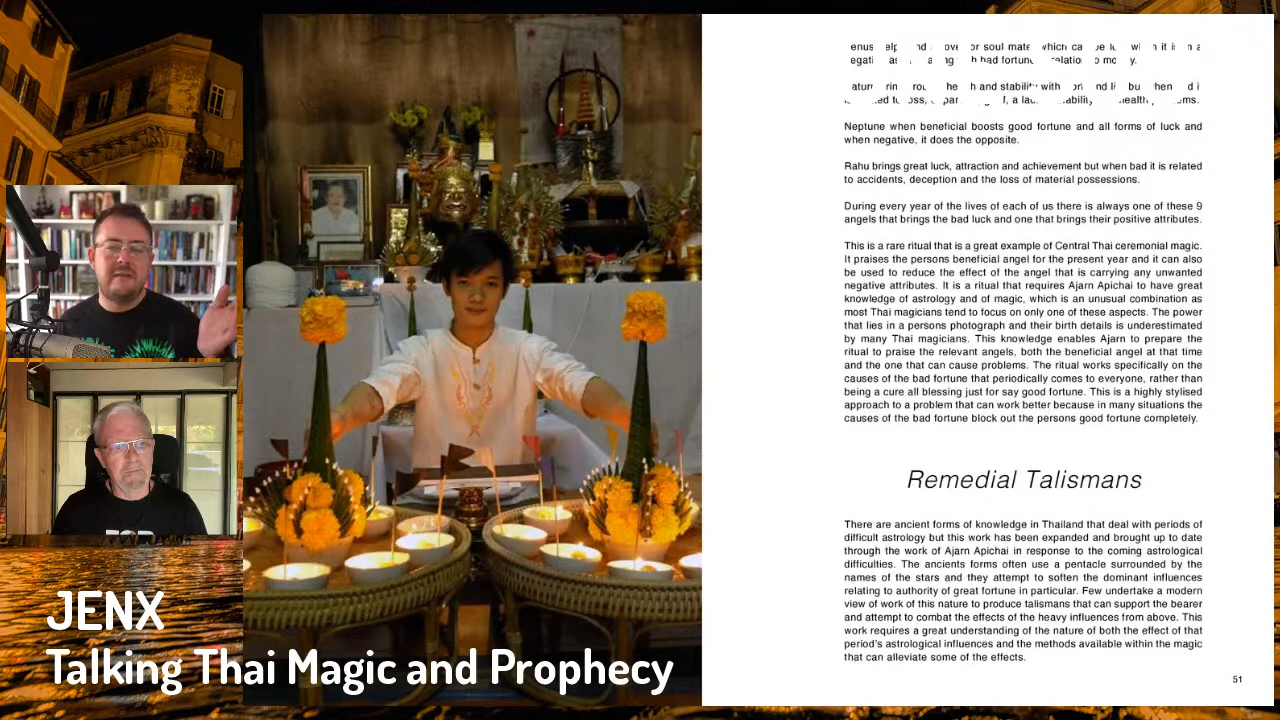 and stability with
Neptune when beneficial boosts good fortune and all forms of luck and
when negative, it does the opposite.
Rahu brings great luck, attraction and achievement but when bad it is related
to accidents, deception and the loss of material possessions.
During every year of the lives of each of us there is always one of these 9
angels that brings the bad luck and one that brings their positive attributes.
This is a rare ritual that is a great example of Central Thai ceremonial magic.
It praises the persons beneficial angel for the present year and it can also
be used to reduce the effect of the angel that is carrying any unwanted
negative attributes. It is a ritual that requires Ajarn Apichai to have great
knowledge of astrology and of magic, which is an unusual combination as
most Thai magicians tend to focus on only one of these aspects. The power
that lies in a persons photograph and their birth details is underestimated
by many Thai magicians. This knowledge enables Ajarn to prepare the
ritual to praise the relevant angels, both the beneficial angel at that time
and the one that can cause problems. The ritual works specifically on the
causes of the bad fortune that periodically comes to everyone, rather than
being a cure all blessing just for say good fortune. This is a highly stylised
approach to a problem that can work better because in many situations the
causes of the bad fortune block out the persons good fortune completely.
Remedial Talismans
There are ancient forms of knowledge in Thailand that deal with periods of
difficult astrology but this work has been expanded and brought up to date
through the work of Ajarn Apichai in response to the coming astrological
difficulties. The ancients forms often use a pentacle surrounded by the
names of the stars and they attempt to soften the dominant influences
relating to authority of great fortune in particular. Few undertake a modern
view of work of this nature to produce talismans that can support the bearer
and attempt to combat the effects of the heavy influences from above. This
work requires a great understanding of the nature of both the effect of that
period's astrological influences and the methods available within the magic
that can alleviate some of the effects.
51
JENX
Talking Thai Magic and Prophecy